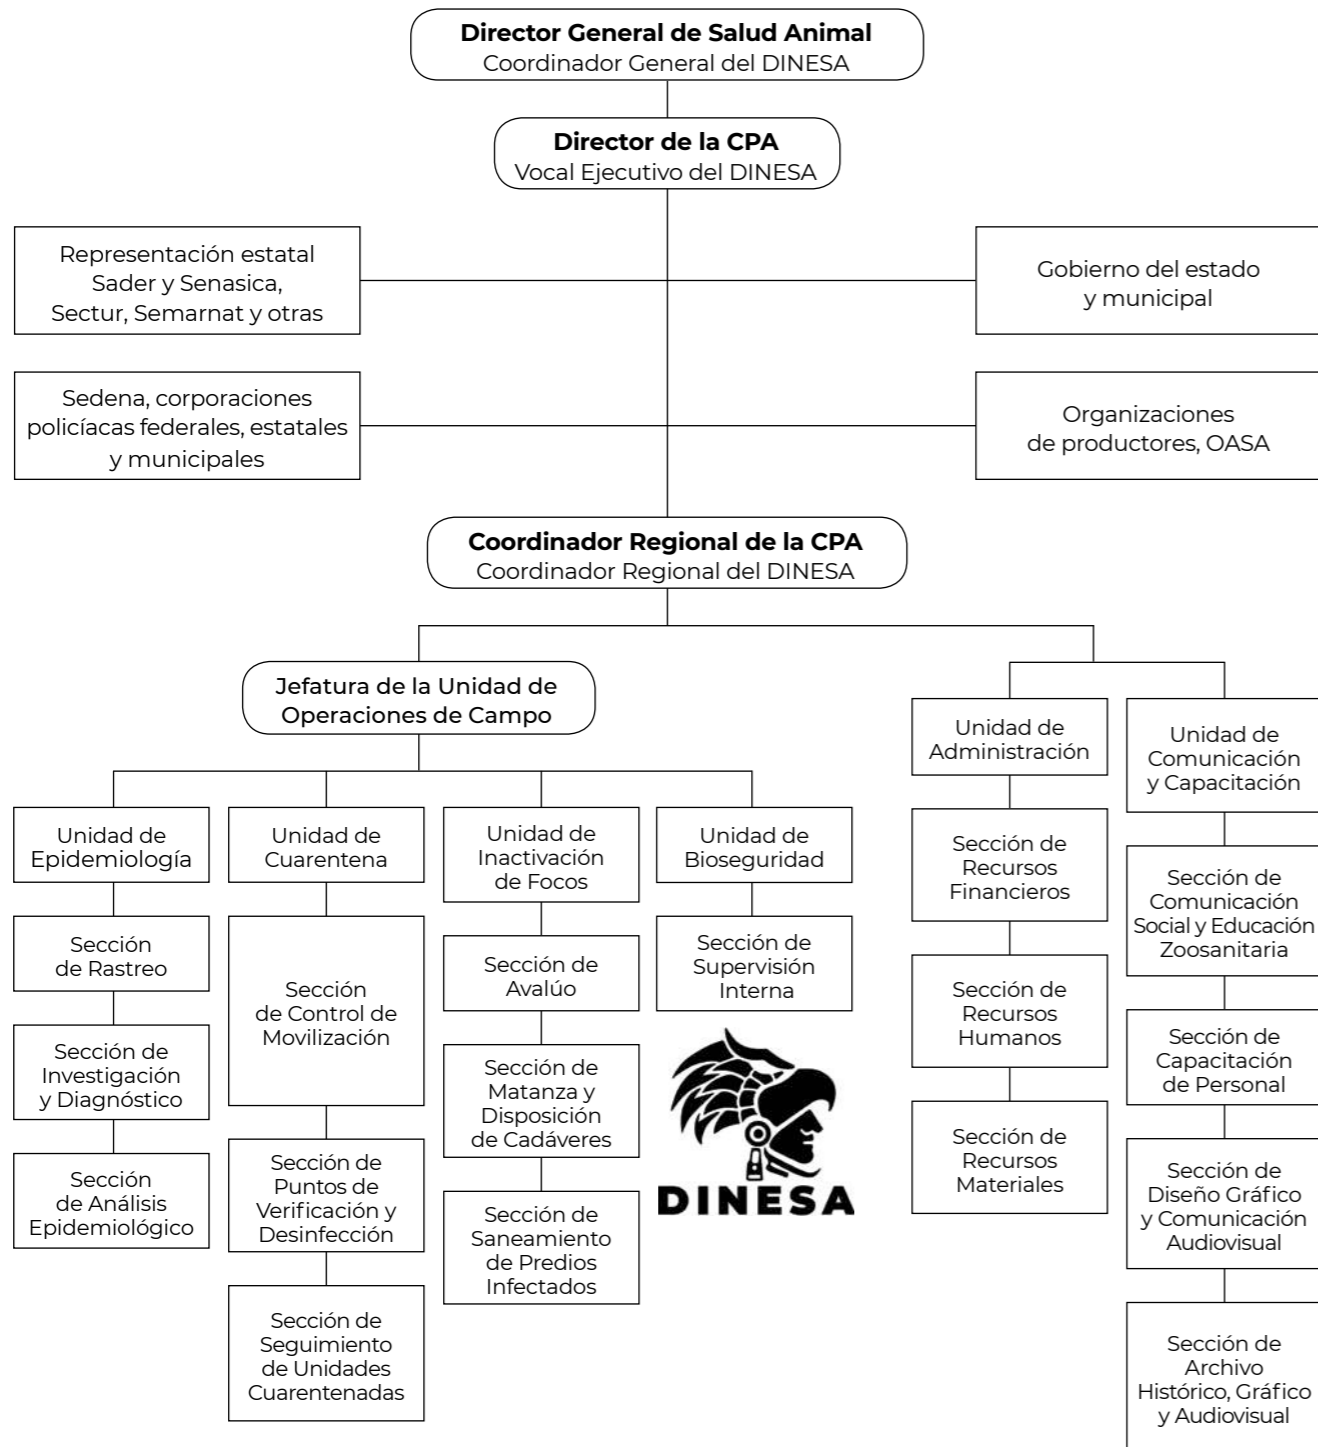 Director General de Salud Animal
Coordinador General del DINESA
Director de la CPA
Vocal Ejecutivo del DINESA
Representación estatal
Sader y Senasica,
Sectur, Semarnat y otras
Gobierno del estado
y municipal
Sedena, corporaciones
policíacas federales, estatales
y municipales
Organizaciones
de productores, OASA
Coordinador Regional de la CPA
Coordinador Regional del DINESA
Jefatura de la Unidad de
Operaciones de Campo
Unidad de
Epidemiología
Sección
de Rastreo
Sección de
Investigación
y Diagnóstico
Sección
de Análisis
Epidemiológico
Unidad de
Cuarentena
Sección
de Control de
Movilización
Sección de
Puntos de
Verificación y
Desinfección
Sección de
Seguimiento
de Unidades
Cuarentenadas
Unidad de
Inactivación
de Focos
Sección de
Avalúo
Sección de
Matanza y
Disposición
de Cadáveres
Sección de
Saneamiento
de Predios
Infectados
Unidad de
Bioseguridad
Sección de
Supervisión
Interna
DINESA
Unidad de
Administración
Sección de
Recursos
Financieros
Sección de
Recursos
Humanos
Sección de
Recursos
Materiales
Unidad de
Comunicación
y Capacitación
Sección de
Comunicación
Social y Educación
Zoosanitaria
Sección de
Capacitación
de Personal
Sección de
Diseño Gráfico
y Comunicación
Audiovisual
Sección de
Archivo
Histórico, Gráfico
y Audiovisual